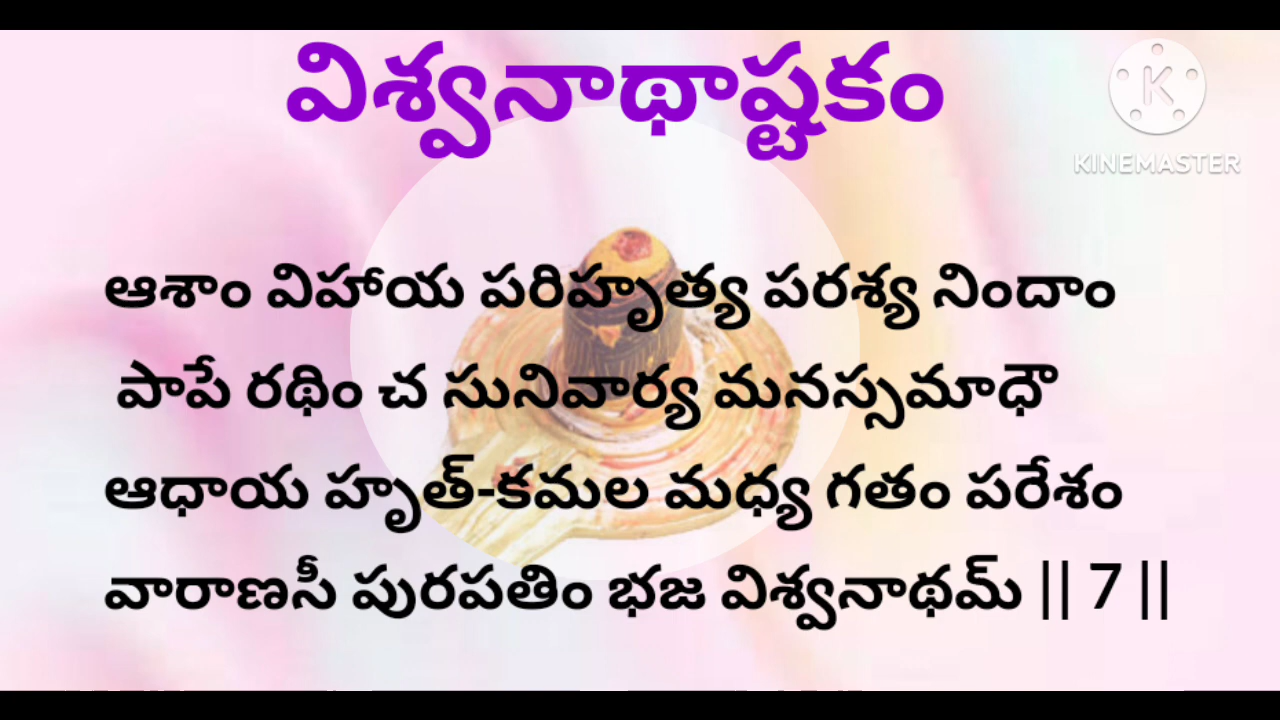 విశ్వనాథాష్టకం
K
KINEMASTER
ఆశాం విహాయ పరిహృత్య పరశ్య నిందాం
పాపే రథిం చ సునివార్య మనస్సమాధౌ
ఆధాయ హృత్-కమల మధ్య గతం పరేశం
వారాణసీ పురపతిం భజ విశ్వనాథమ్ || 7 ||